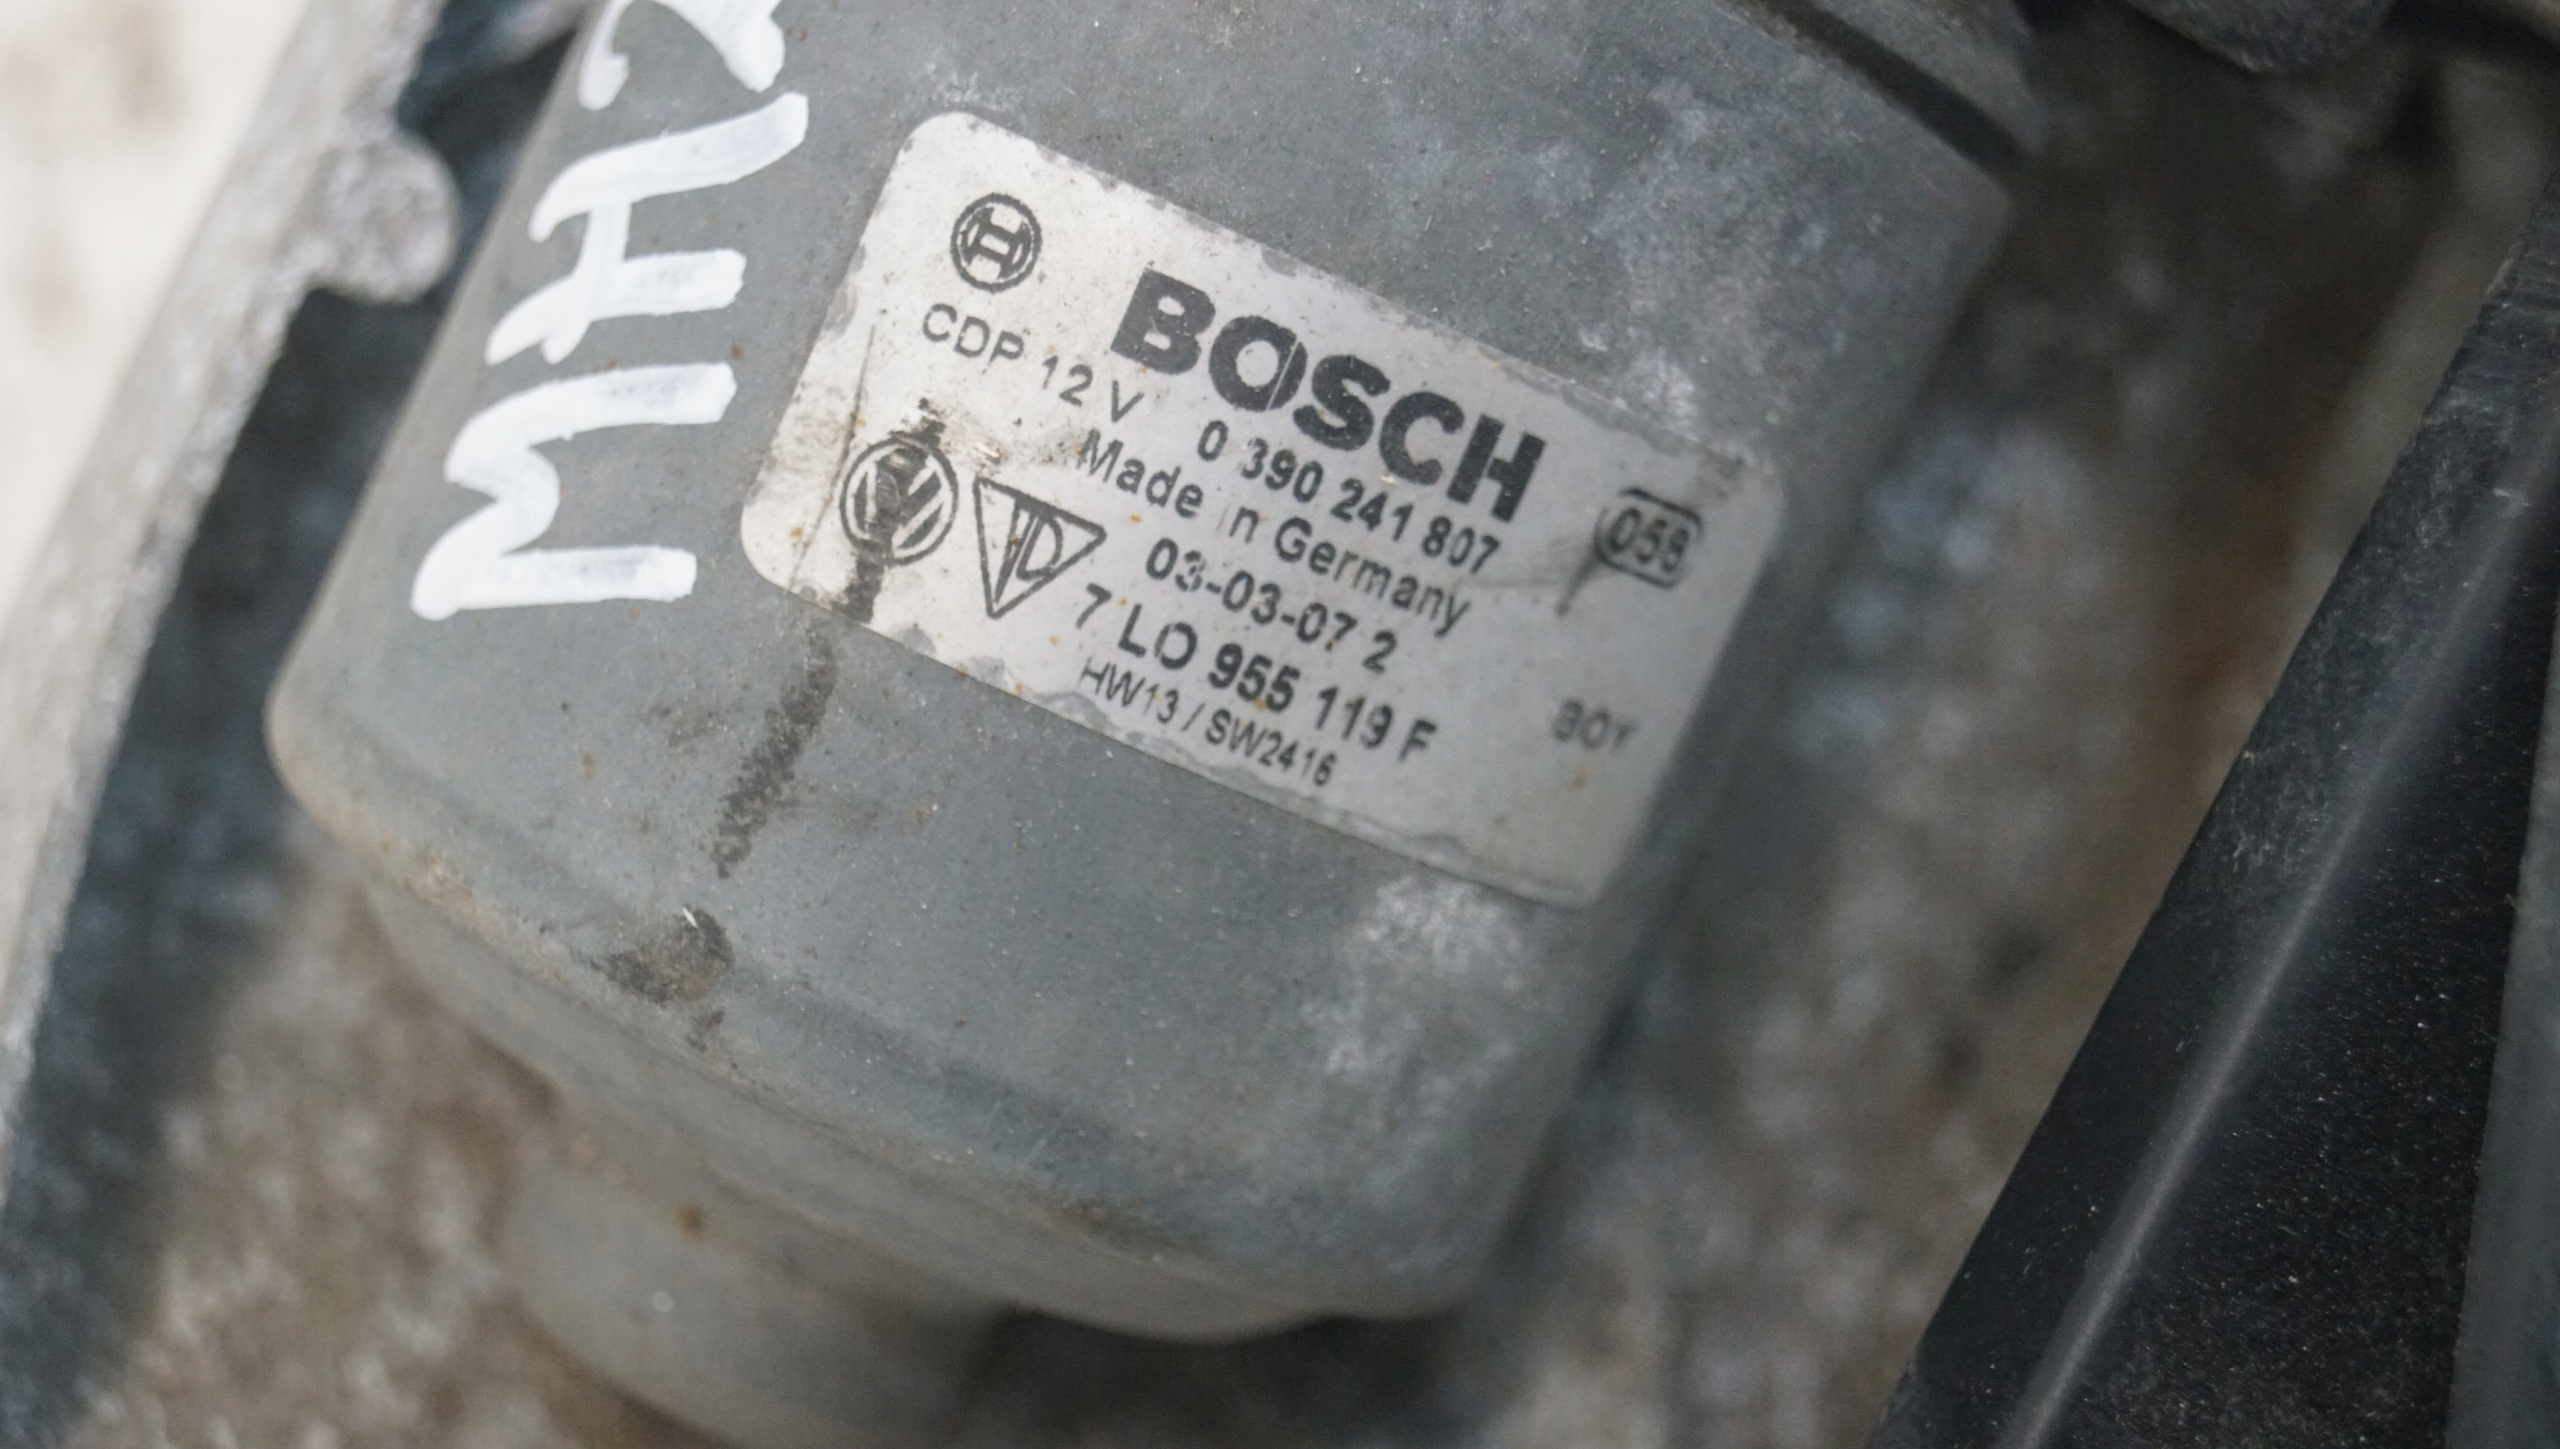 MH2
BOSCH
CDP 12 V 0 390 241 807
Made in Germany
058
03-03-07 2
7 LO 955 119 F
HW13 / SW2416